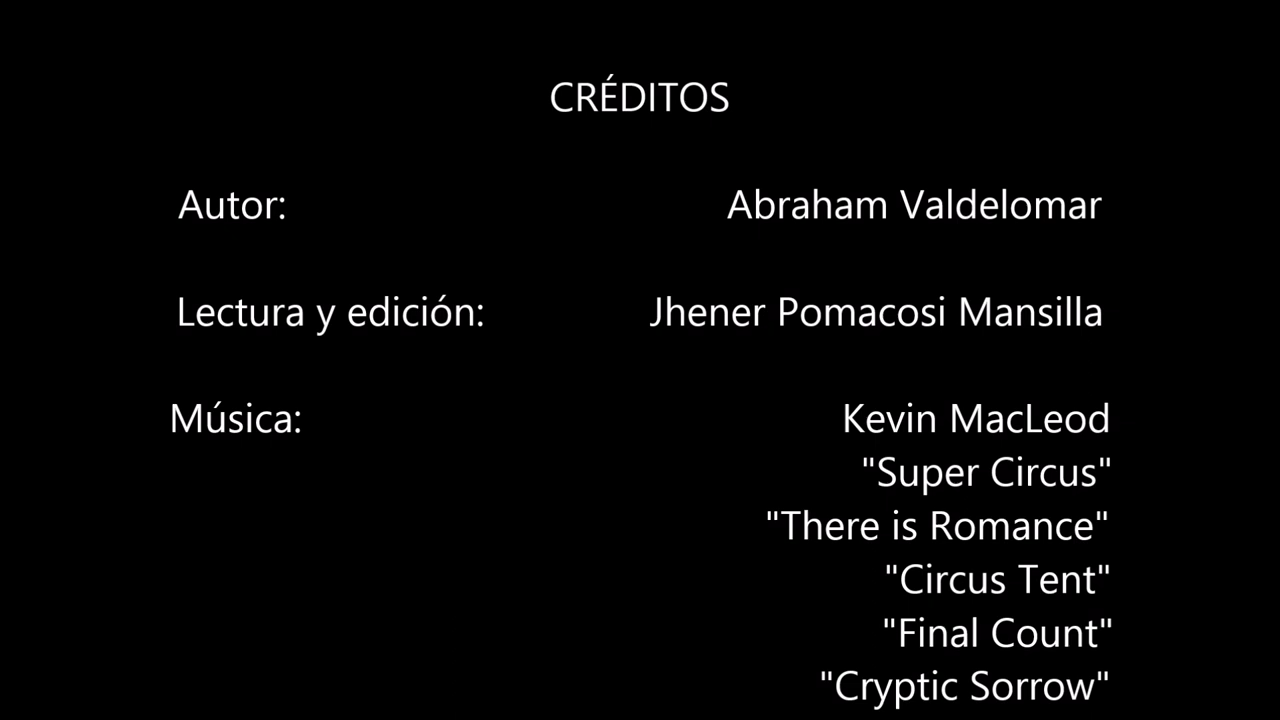 CRÉDITOS
Autor: Abraham Valdelomar
Lectura y edición: Jhener Pomacosi Mansilla
Música: Kevin MacLeod
"Super Circus"
"There is Romance"
"Circus Tent"
"Final Count"
"Cryptic Sorrow"